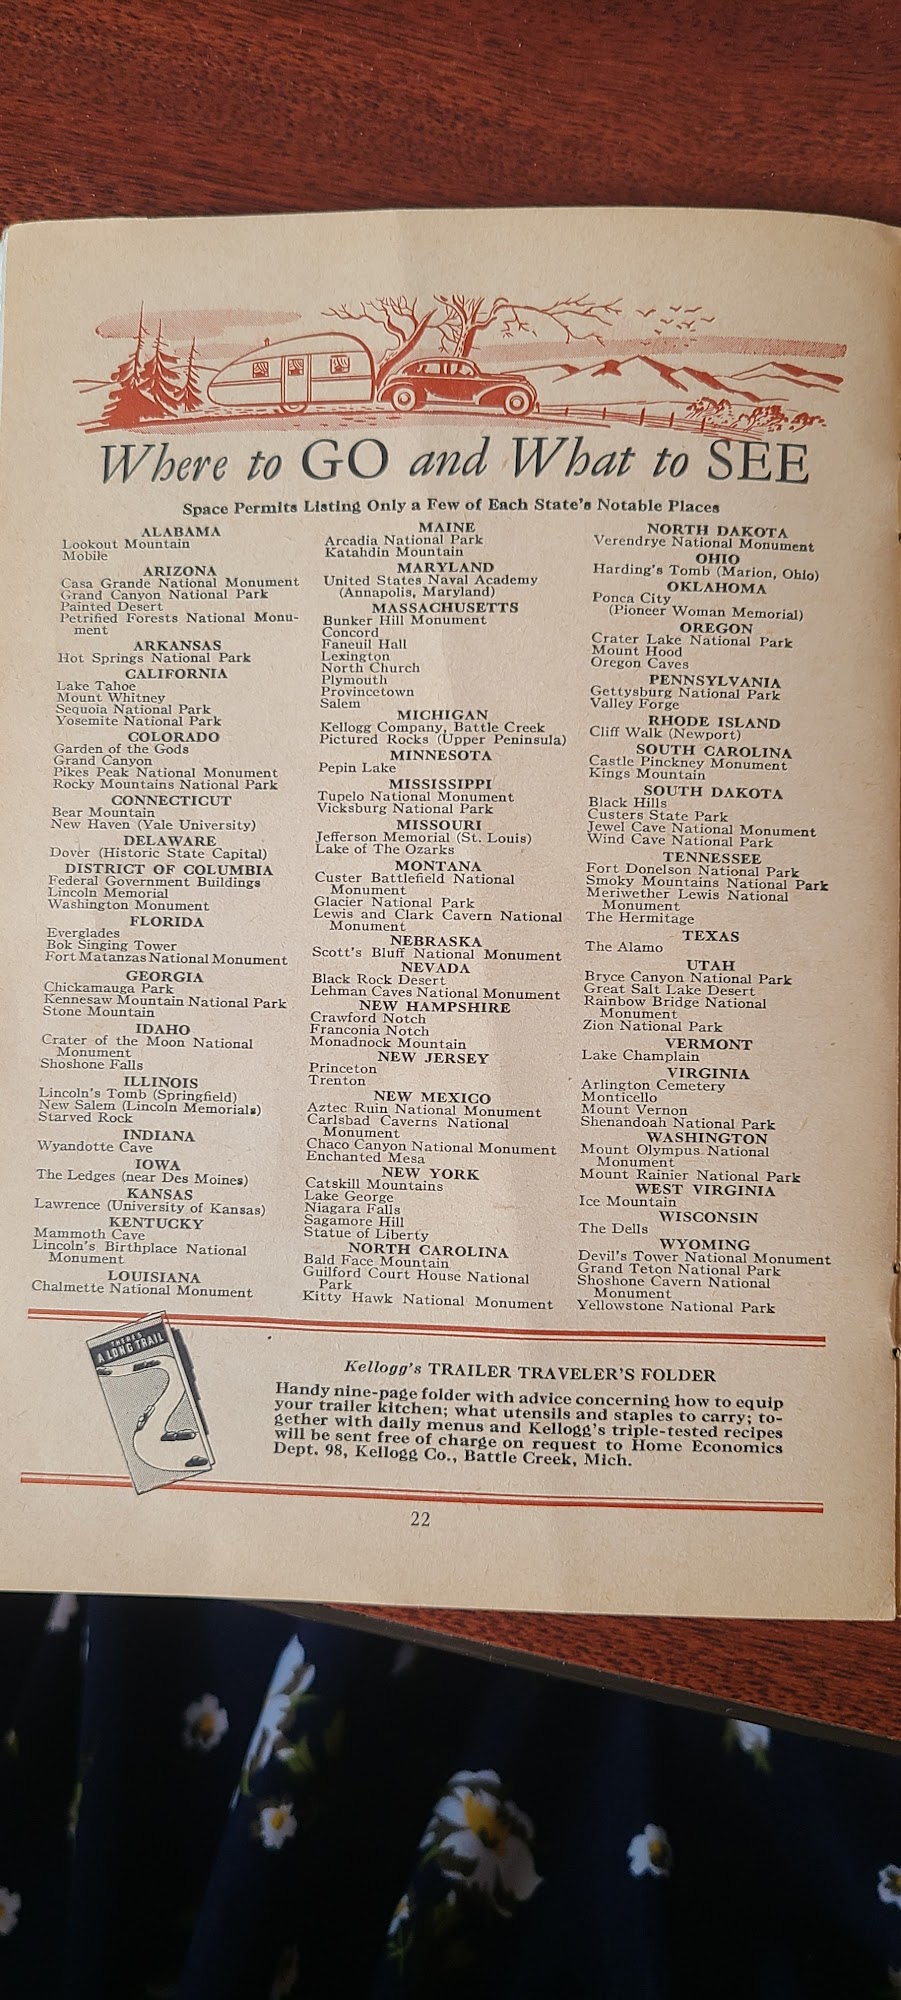 Where to GO and What to SEE
Space Permits Listing Only a Few of Each State's Notable Places
ALABAMA
Lookout Mountain
Mobile
ARIZONA
Casa Grande National Monument
Grand Canyon National Park
Painted Desert
Petrified Forests National Monu-
ment
ARKANSAS
Hot Springs National Park
CALIFORNIA
Lake Tahoe
Mount Whitney
Sequoia National Park
Yosemite National Park
COLORADO
Garden of the Gods
Grand Canyon
Pikes Peak National Monument
Rocky Mountains National Park
CONNECTICUT
Bear Mountain
New Haven (Yale University)
DELAWARE
Dover (Historic State Capital)
DISTRICT OF COLUMBIA
Federal Government Buildings
Lincoln Memorial
Washington Monument
FLORIDA
Everglades
Bok Singing Tower
Fort Matanzas National Monument
GEORGIA
Chickamauga Park
Kennesaw Mountain National Park
Stone Mountain
IDAHO
Crater of the Moon National
Monument
Shoshone Falls
ILLINOIS
Lincoln's Tomb (Springfield)
New Salem (Lincoln Memorials)
Starved Rock
INDIANA
Wyandotte Cave
IOWA
The Ledges (near Des Moines)
KANSAS
Lawrence (University of Kansas)
KENTUCKY
Mammoth Cave
Lincoln's Birthplace National
Monument
LOUISIANA
Chalmette National Monument
MAINE
Arcadia National Park
Katahdin Mountain
MARYLAND
United States Naval Academy
(Annapolis, Maryland)
MASSACHUSETTS
Bunker Hill Monument
Concord
Faneuil Hall
Lexington
North Church
Plymouth
Provincetown
Salem
MICHIGAN
Kellogg Company, Battle Creek
Pictured Rocks (Upper Peninsula)
MINNESOTA
Pepin Lake
MISSISSIPPI
Tupelo National Monument
Vicksburg National Park
MISSOURI
Jefferson Memorial (St. Louis)
Lake of The Ozarks
MONTANA
Custer Battlefield National
Monument
Glacier National Park
Lewis and Clark Cavern National
Monument
NEBRASKA
Scott's Bluff National Monument
NEVADA
Black Rock Desert
Lehman Caves National Monument
NEW HAMPSHIRE
Crawford Notch
Franconia Notch
Monadnock Mountain
NEW JERSEY
Princeton
Trenton
NEW MEXICO
Aztec Ruin National Monument
Carlsbad Caverns National
Monument
Chaco Canyon National Monument
Enchanted Mesa
NEW YORK
Catskill Mountains
Lake George
Niagara Falls
Sagamore Hill
Statue of Liberty
NORTH CAROLINA
Bald Face Mountain
Guilford Court House National
Park
Kitty Hawk National Monument
NORTH DAKOTA
Verendrye National Monument
OHIO
Harding's Tomb (Marion, Ohio)
OKLAHOMA
Ponca City
(Pioneer Woman Memorial)
OREGON
Crater Lake National Park
Mount Hood
Oregon Caves
PENNSYLVANIA
Gettysburg National Park
Valley Forge
RHODE ISLAND
Cliff Walk (Newport)
SOUTH CAROLINA
Castle Pinckney Monument
Kings Mountain
SOUTH DAKOTA
Black Hills
Custers State Park
Jewel Cave National Monument
Wind Cave National Park
TENNESSEE
Fort Donelson National Park
Smoky Mountains National Park
Meriwether Lewis National
Monument
The Hermitage
TEXAS
The Alamo
UTAH
Bryce Canyon National Park
Great Salt Lake Desert
Rainbow Bridge National
Monument
Zion National Park
VERMONT
Lake Champlain
VIRGINIA
Arlington Cemetery
Monticello
Mount Vernon
Shenandoah National Park
WASHINGTON
Mount Olympus National
Monument
Mount Rainier National Park
WEST VIRGINIA
Ice Mountain
WISCONSIN
The Dells
WYOMING
Devil's Tower National Monument
Grand Teton National Park
Shoshone Cavern National
Monument
Yellowstone National Park
THERE'S
A LONG TRAIL
Kellogg's TRAILER TRAVELER'S FOLDER
Handy nine-page folder with advice concerning how to equip
your trailer kitchen; what utensils and staples to carry; to-
gether with daily menus and Kellogg's triple-tested recipes
will be sent free of charge on request to Home Economics
Dept. 98, Kellogg Co., Battle Creek, Mich.
22